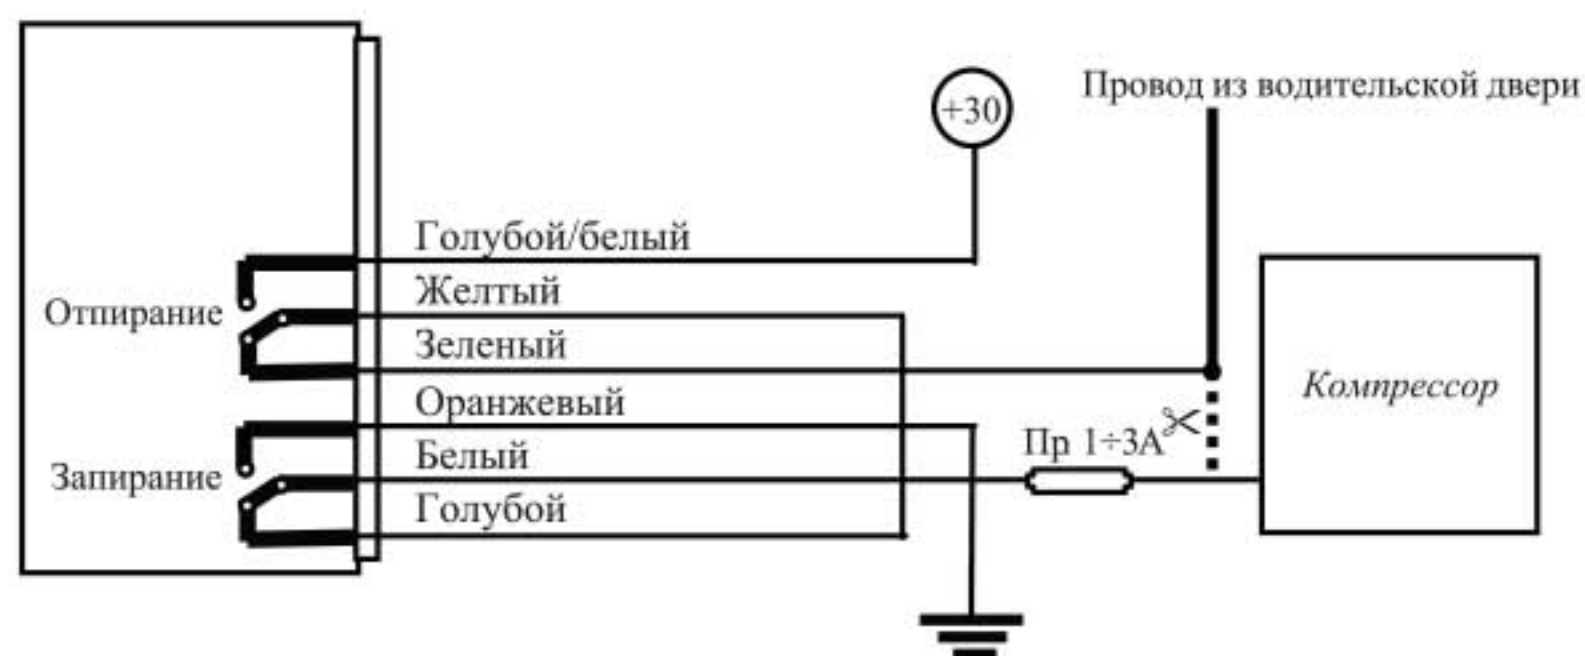 Провод из водительской двери
+30
Голубой/белый
Желтый
Отпирание
Зеленый
Компрессор
Оранжевый
Пр 1÷3А
Белый
Запирание
Голубой